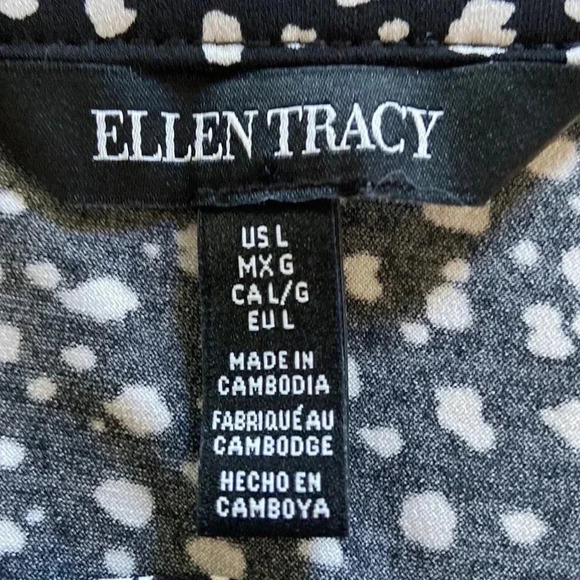 ELLEN TRACY
US L
MX G
CA L/G
EU L
MADE IN
CAMBODIA
FABRIQUÉ AU
CAMBODGE
HECHO EN
CAMBOYA